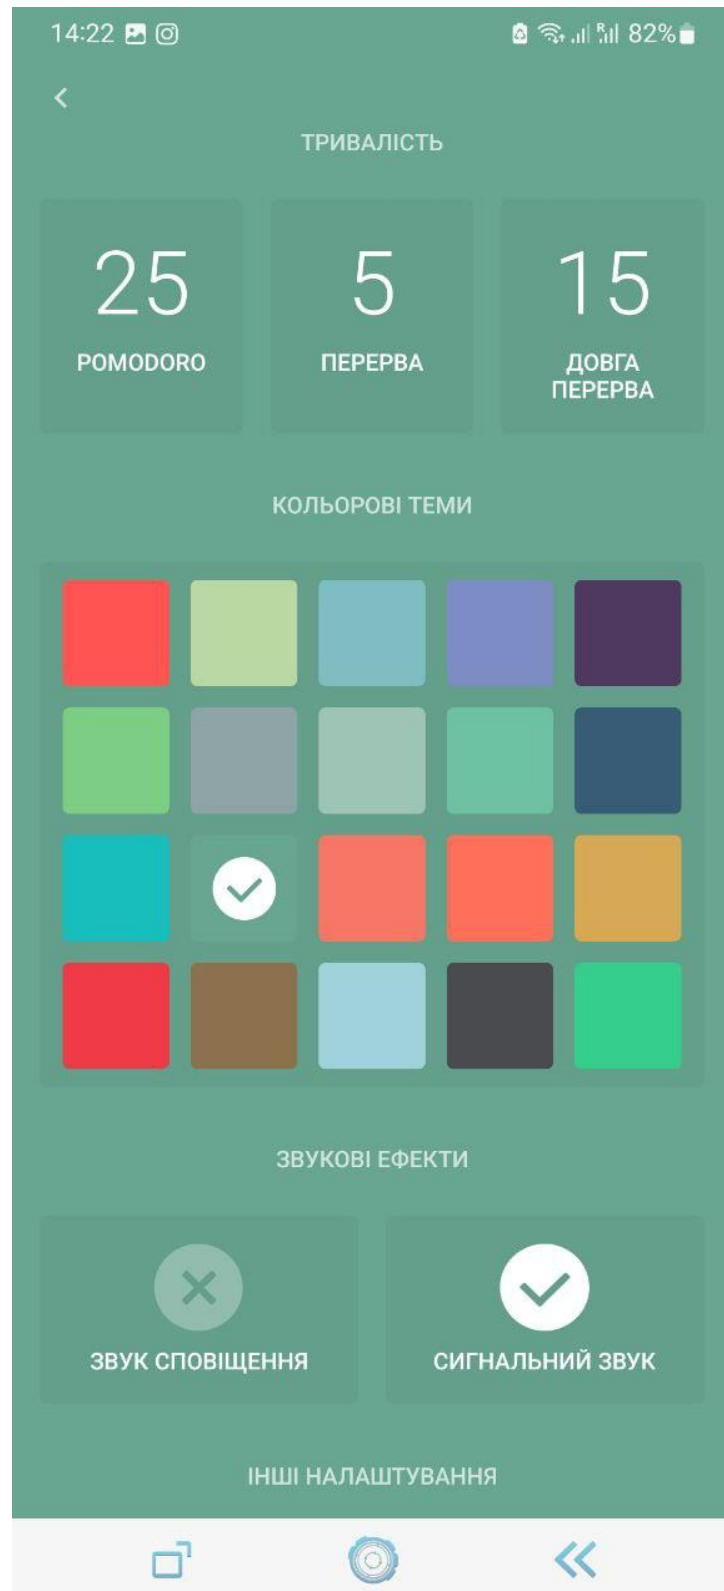 14:22
82%
ТРИВАЛІСТЬ
25
5
15
POMODORO
ПЕРЕРВА
ДОВГА
ПЕРЕРВА
КОЛЬОРОВІ ТЕМИ
ЗВУКОВІ ЕФЕКТИ
ЗВУК СПОВІЩЕННЯ
СИГНАЛЬНИЙ ЗВУК
ІНШІ НАЛАШТУВАННЯ